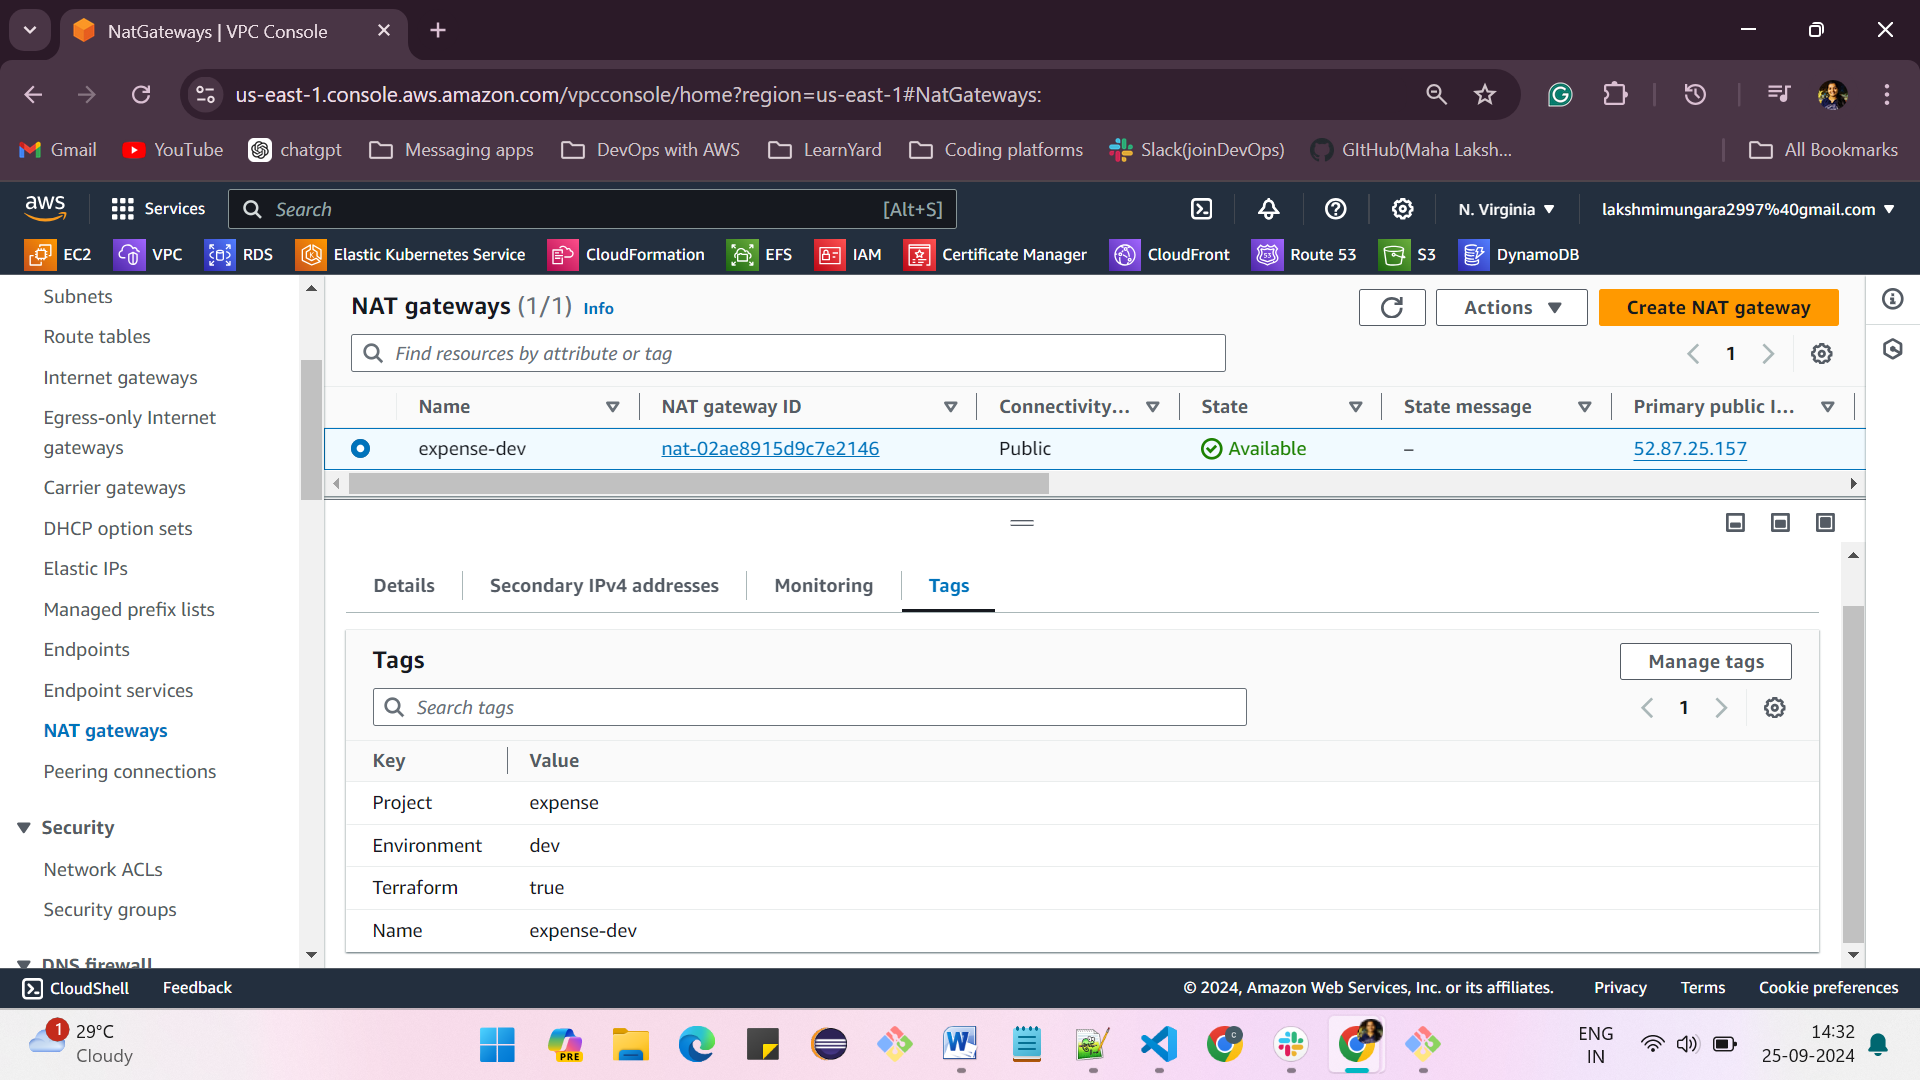 NatGateways | VPC Console
us-east-1.console.aws.amazon.com/vpcconsole/home?region=us-east-1#NatGateways:
Gmail YouTube chatgpt Messaging apps DevOps with AWS LearnYard Coding platforms Slack(joinDevOps) GItHub(Maha Laksh... All Bookmarks
aws Services Search [Alt+S] N. Virginia lakshmimungara2997%40gmail.com
EC2 VPC RDS Elastic Kubernetes Service CloudFormation EFS IAM Certificate Manager CloudFront Route 53 S3 DynamoDB
Subnets
Route tables
Internet gateways
Egress-only Internet
gateways
Carrier gateways
DHCP option sets
Elastic IPs
Managed prefix lists
Endpoints
Endpoint services
NAT gateways
Peering connections
Security
Network ACLs
Security groups
DNS firewall
NAT gateways (1/1) Info
Actions Create NAT gateway
Find resources by attribute or tag
1
Name NAT gateway ID Connectivity... State State message Primary public I...
expense-dev nat-02ae8915d9c7e2146 Public Available – 52.87.25.157
Details Secondary IPv4 addresses Monitoring Tags
Tags
Manage tags
Search tags
1
Key Value
Project expense
Environment dev
Terraform true
Name expense-dev
CloudShell Feedback © 2024, Amazon Web Services, Inc. or its affiliates. Privacy Terms Cookie preferences
1 29°C
Cloudy
PRE
ENG
IN
14:32
25-09-2024